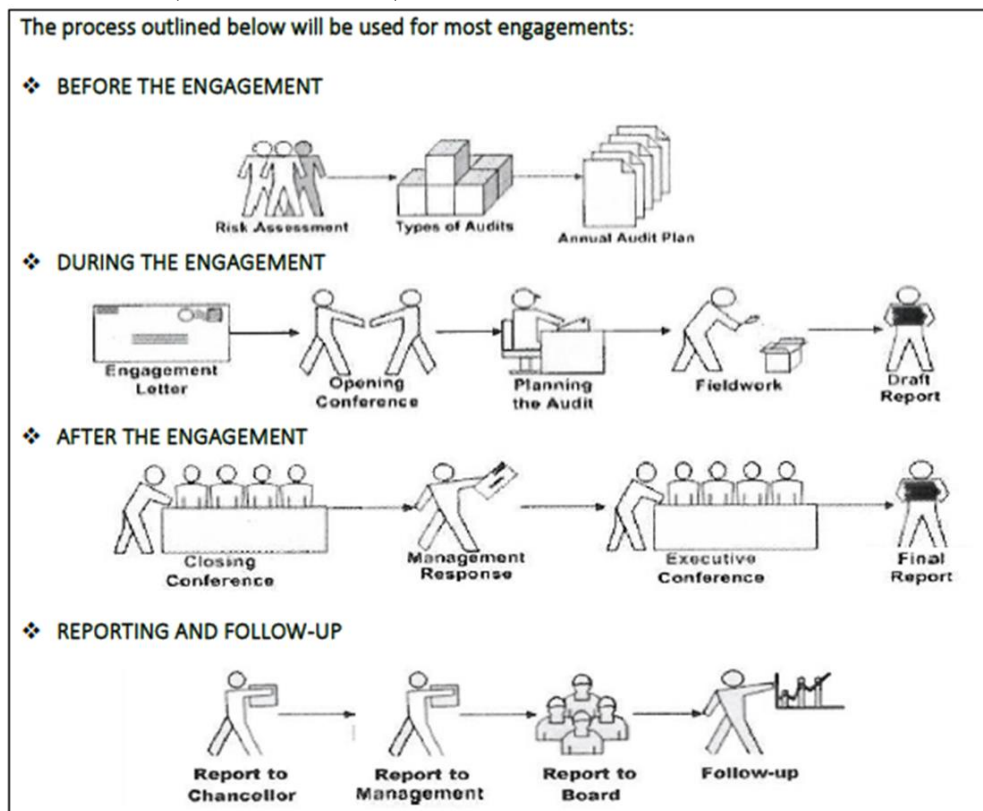 The process outlined below will be used for most engagements:
❖ BEFORE THE ENGAGEMENT
Risk Assessment
Types of Audits
Annual Audit Plan
❖ DURING THE ENGAGEMENT
Engagement
Letter
Opening
Conference
Planning
the Audit
Fieldwork
Draft
Report
❖ AFTER THE ENGAGEMENT
Closing
Conference
Management
Response
Executive
Conference
Final
Report
❖ REPORTING AND FOLLOW-UP
Report to
Chancellor
Report to
Management
Report to
Board
Follow-up